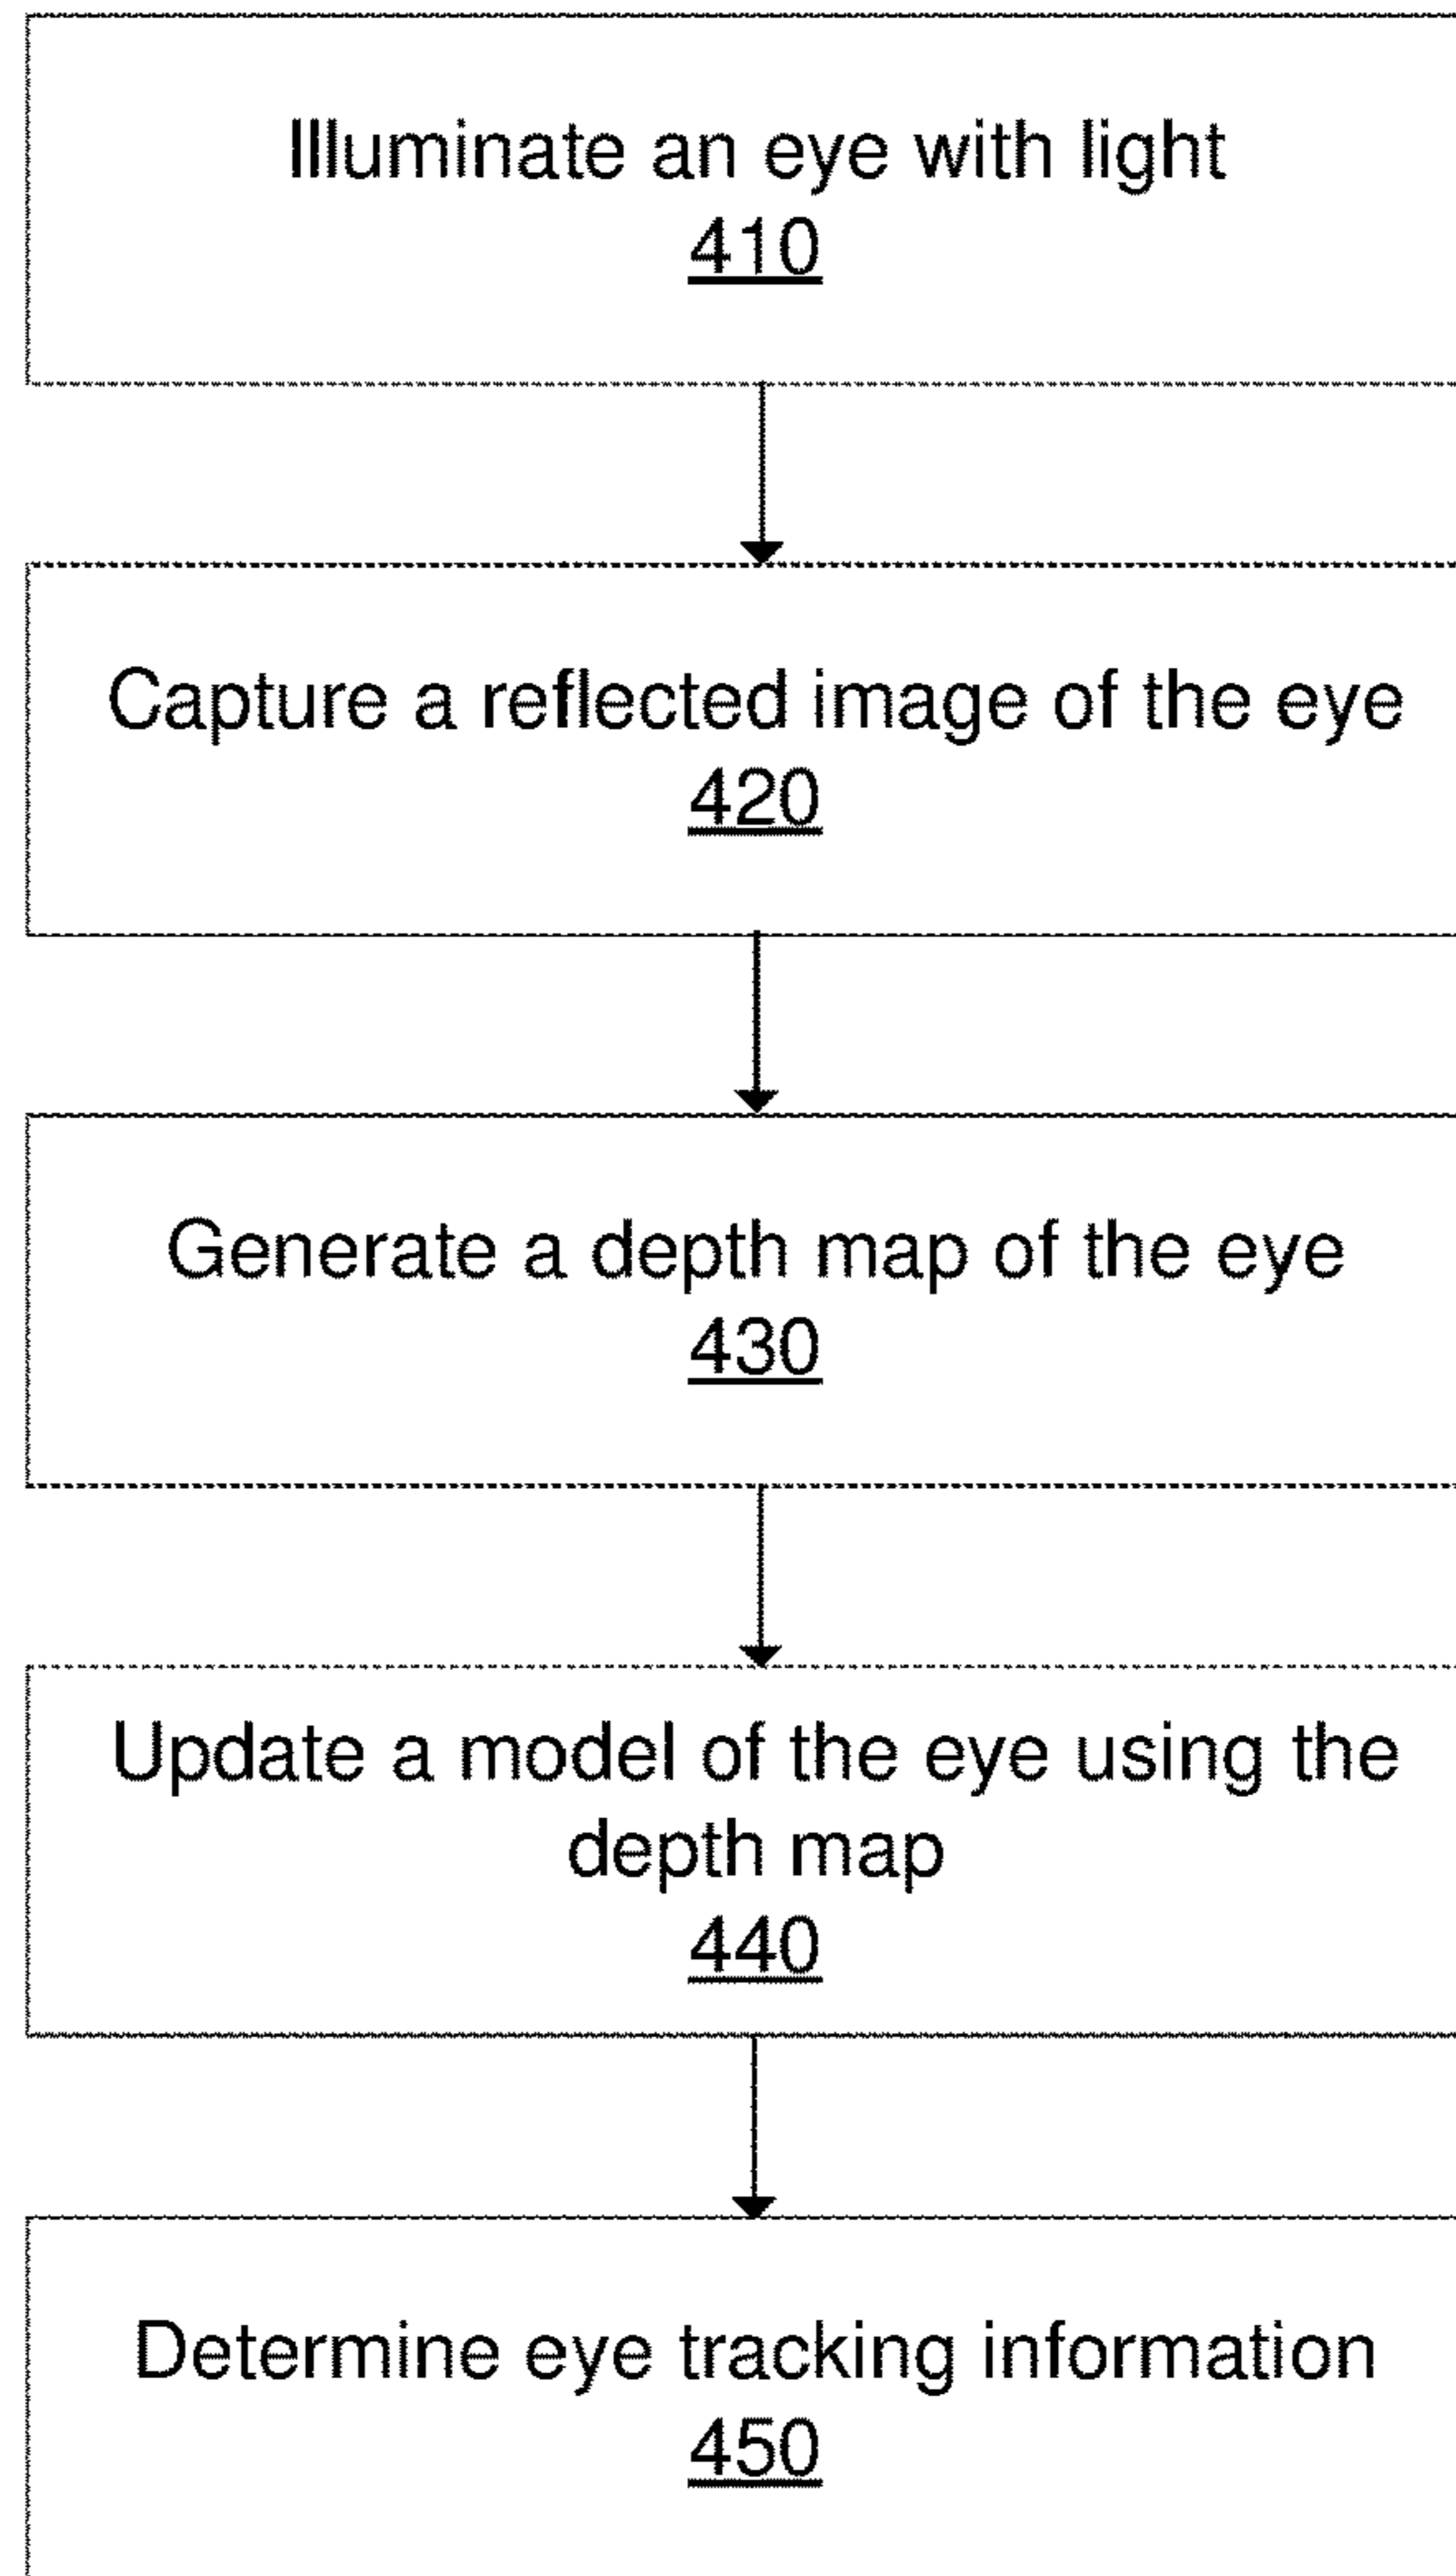 Illuminate an eye with light
410
Capture a reflected image of the eye
420
Generate a depth map of the eye
430
Update a model of the eye using the
depth map
440
Determine eye tracking information
450